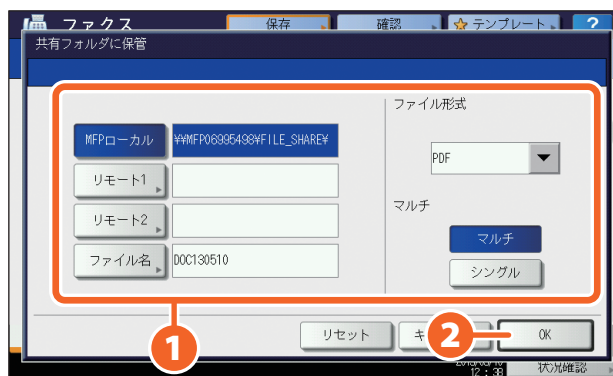 ファクス 保存 確認 テンプレート ?
共有フォルダに保管
ファイル形式
MFPローカル ¥¥MFP06995498¥FILE_SHARE¥
PDF
リモート1
マルチ
リモート2
マルチ
ファイル名 DOC130510
シングル
1
リセット
2
OK
12:38 状況確認